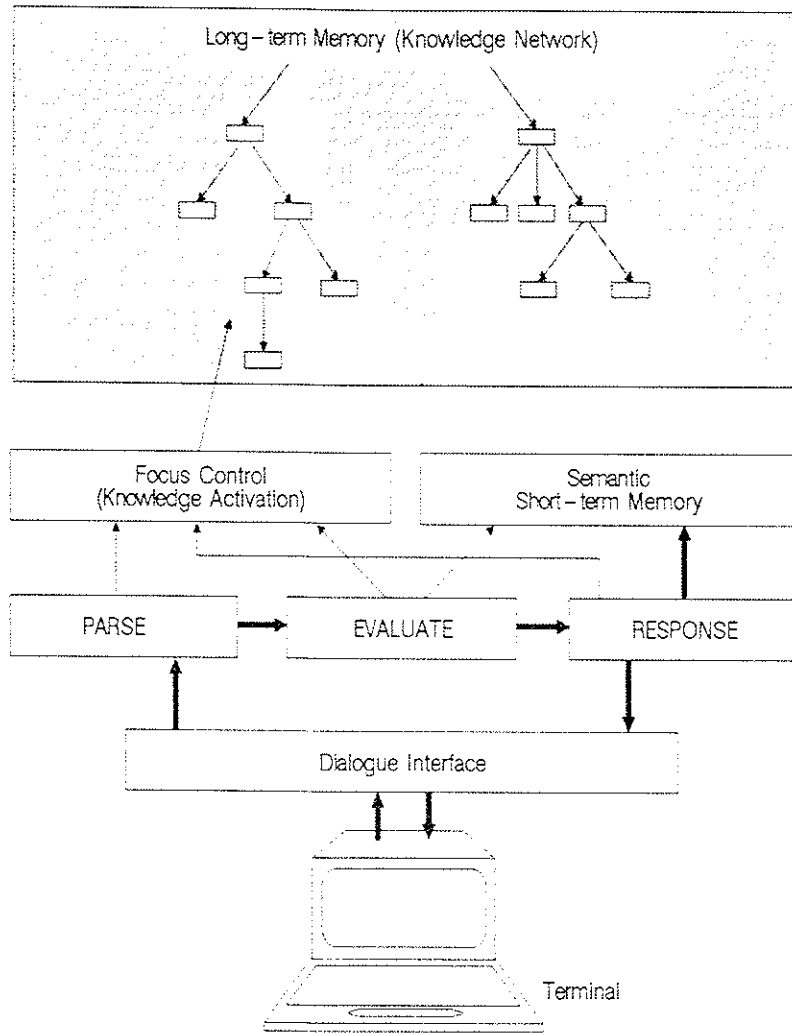 Long-term Memory (Knowledge Network)
Focus Control
(Knowledge Activation)
Semantic
Short-term Memory
PARSE
EVALUATE
RESPONSE
Dialogue Interface
Terminal